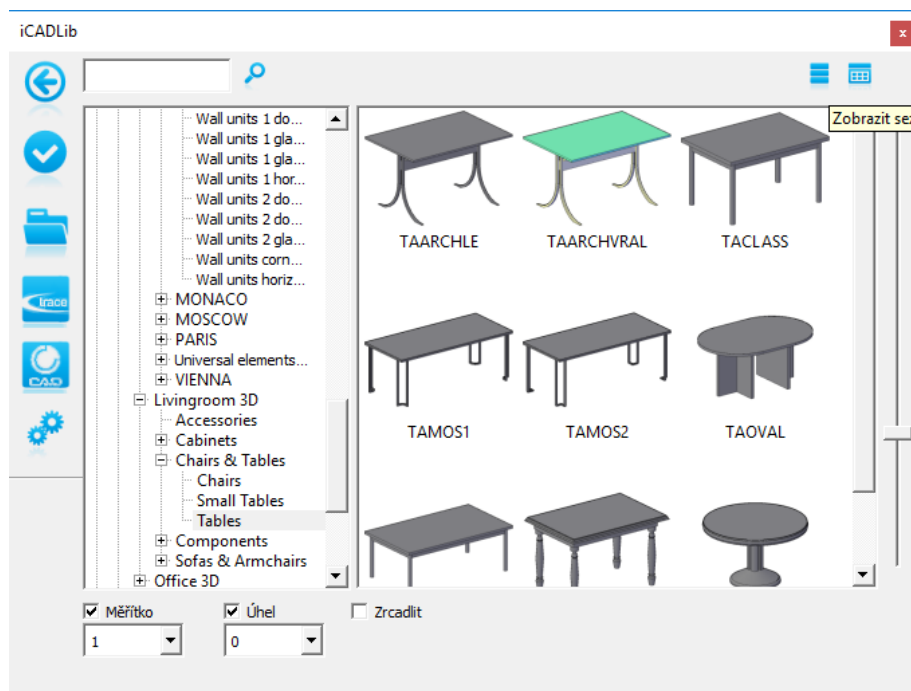 iCADLib
x
Zobrazit se
Wall units 1 do...
Wall units 1 gla...
Wall units 1 gla...
Wall units 1 hor...
Wall units 2 do...
Wall units 2 do...
Wall units 2 gla...
Wall units corn...
Wall units horiz...
MONACO
MOSCOW
PARIS
Universal elements...
VIENNA
Livingroom 3D
Accessories
Cabinets
Chairs & Tables
Chairs
Small Tables
Tables
Components
Sofas & Armchairs
Office 3D
trace
CAD
TAARCHLE
TAARCHVRAL
TACLASS
TAMOS1
TAMOS2
TAOVAL
Měřítko
Úhel
Zrcadlit
1
0